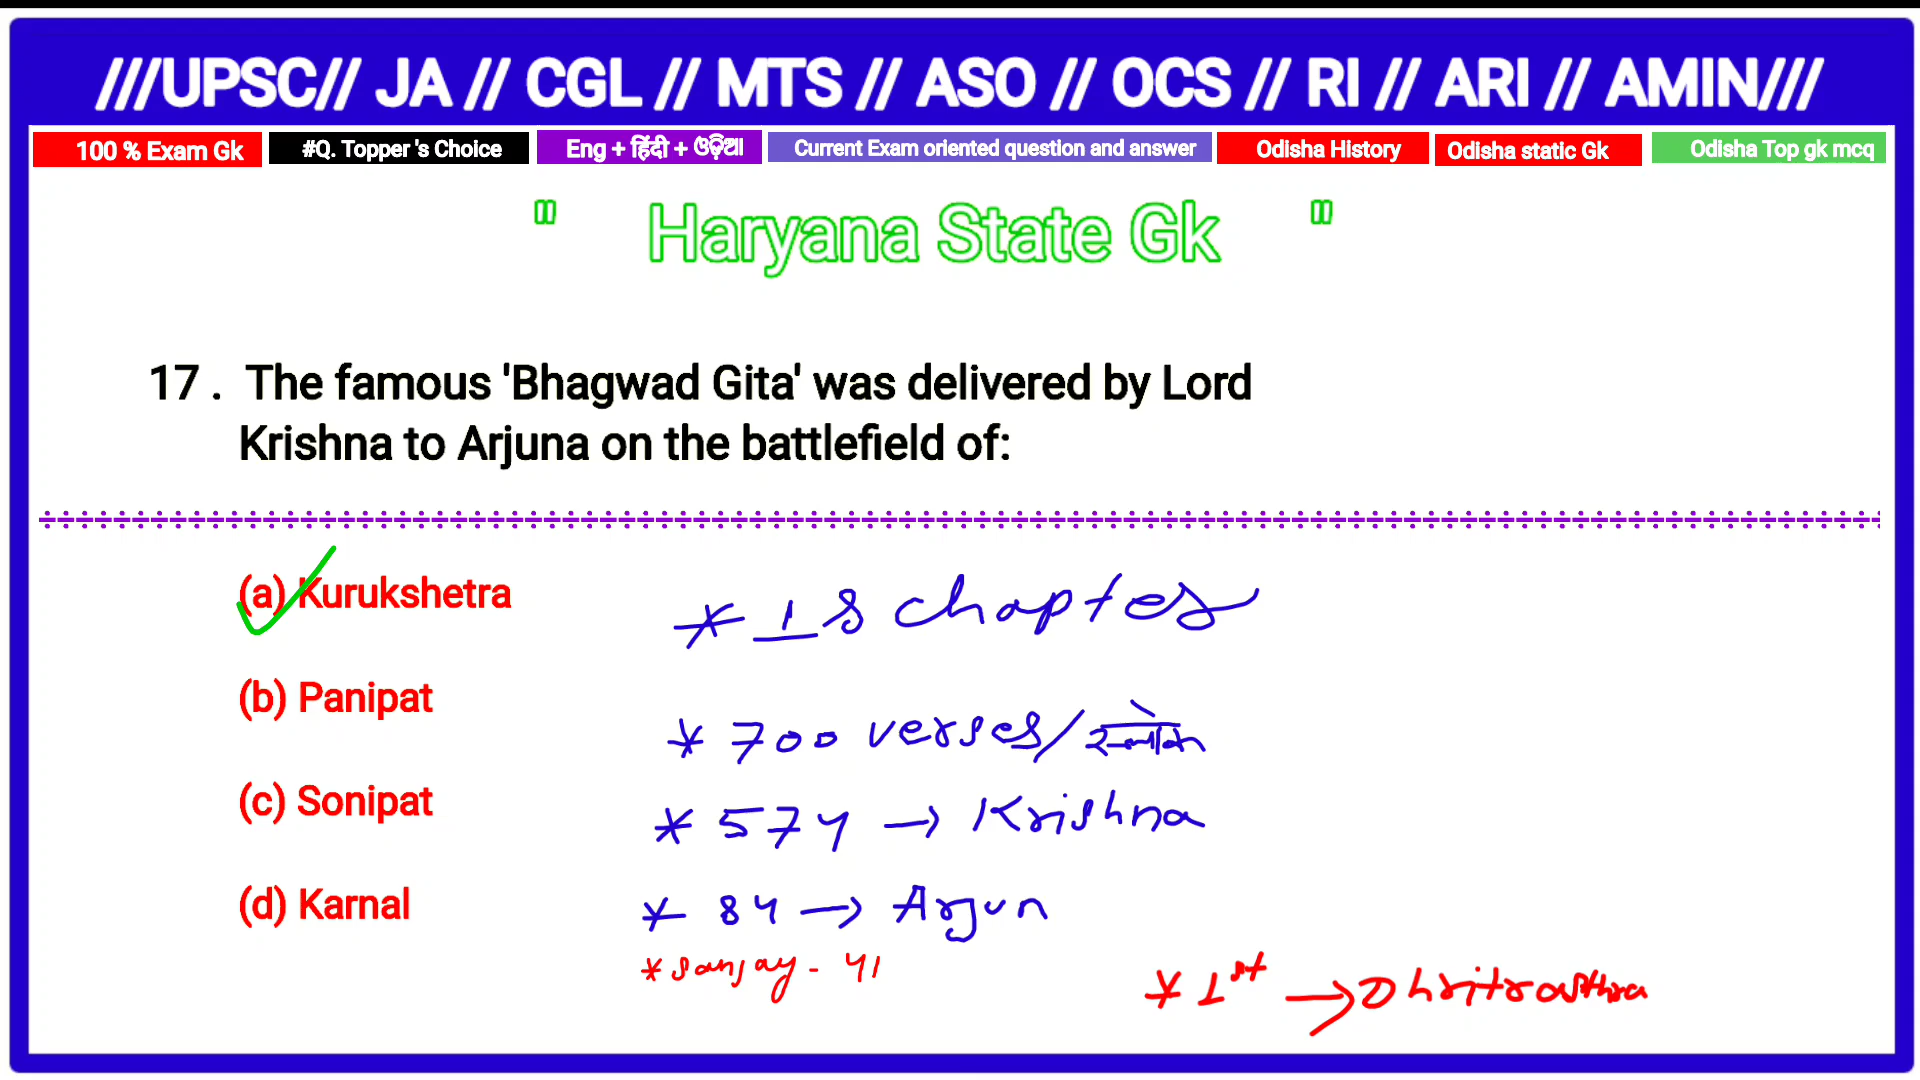 ///UPSC// JA // CGL // MTS // ASO // OCS // RI // ARI // AMIN///
100 % Exam Gk #Q. Topper 's Choice Eng + हिंदी + ଓଡ଼ିଆ Current Exam oriented question and answer Odisha History Odisha static Gk Odisha Top gk mcq
" Haryana State Gk "
17 . The famous 'Bhagwad Gita' was delivered by Lord
Krishna to Arjuna on the battlefield of:
(a) Kurukshetra
* 18 chapter
(b) Panipat
* 700 verses/
(c) Sonipat
* 574 → Krishna
(d) Karnal
* 84 → Arjun
* Sanjay - 41
* 1st → Dhritrasthra